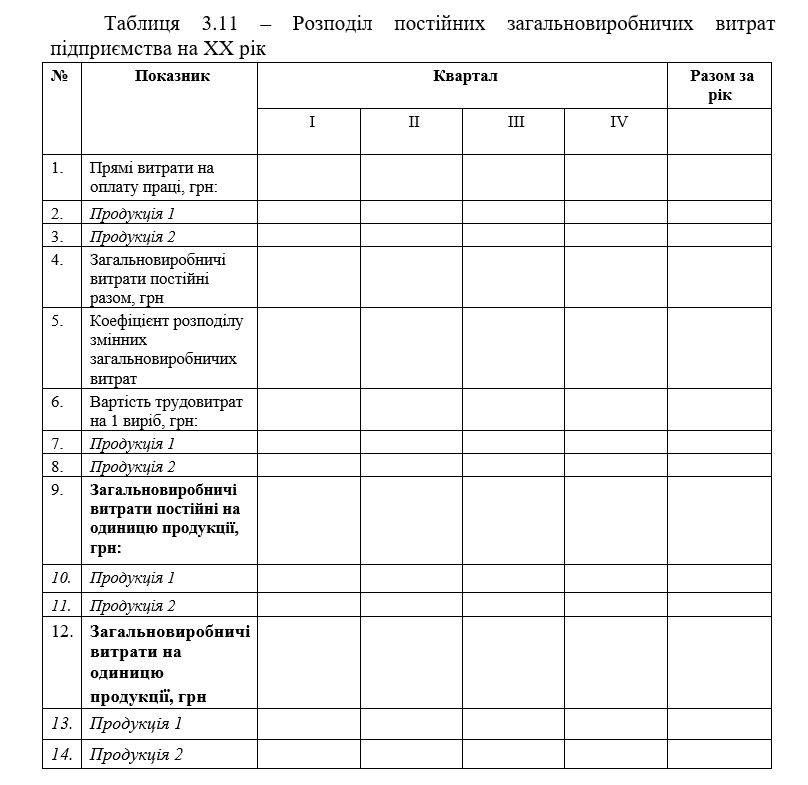 Таблиця 3.11 – Розподіл постійних загальновиробничих витрат
підприємства на ХХ рік
№ Показник Квартал Разом за
рік
I II III IV
1. Прямі витрати на
оплату праці, грн:
2. Продукція 1
3. Продукція 2
4. Загальновиробничі
витрати постійні
разом, грн
5. Коефіцієнт розподілу
змінних
загальновиробничих
витрат
6. Вартість трудовитрат
на 1 виріб, грн:
7. Продукція 1
8. Продукція 2
9. Загальновиробничі
витрати постійні на
одиницю продукції,
грн:
10. Продукція 1
11. Продукція 2
12. Загальновиробничі
витрати на
одиницю
продукції, грн
13. Продукція 1
14. Продукція 2